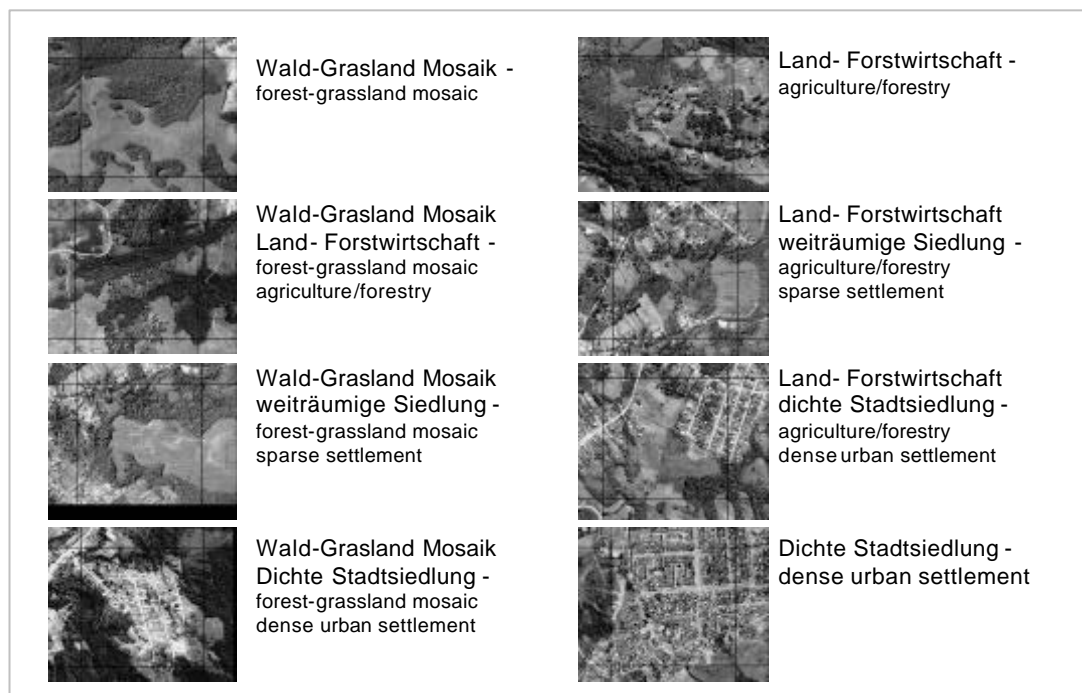 Wald-Grasland Mosaik -
forest-grassland mosaic
Wald-Grasland Mosaik
Land- Forstwirtschaft -
forest-grassland mosaic
agriculture/forestry
Wald-Grasland Mosaik
weiträumige Siedlung -
forest-grassland mosaic
sparse settlement
Wald-Grasland Mosaik
Dichte Stadtsiedlung -
forest-grassland mosaic
dense urban settlement
Land- Forstwirtschaft -
agriculture/forestry
Land- Forstwirtschaft
weiträumige Siedlung -
agriculture/forestry
sparse settlement
Land- Forstwirtschaft
dichte Stadtsiedlung -
agriculture/forestry
dense urban settlement
Dichte Stadtsiedlung -
dense urban settlement